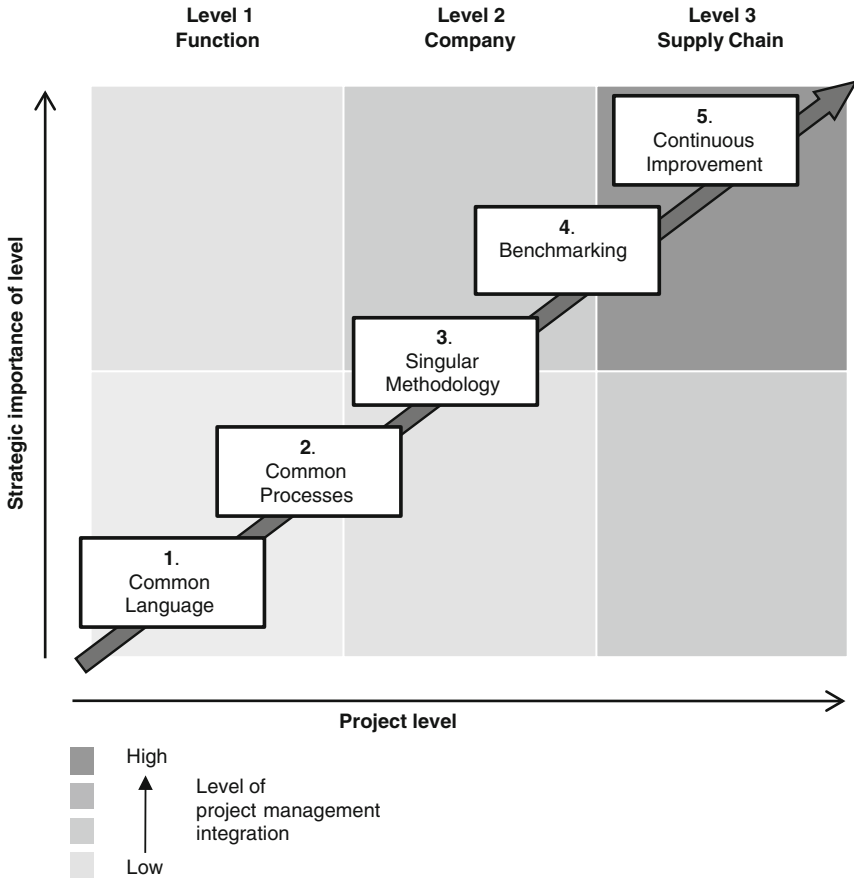 Level 1
Function
Level 2
Company
Level 3
Supply Chain
Strategic importance of level
5.
Continuous
Improvement
4.
Benchmarking
3.
Singular
Methodology
2.
Common
Processes
1.
Common
Language
Project level
High
Level of
project management
integration
Low